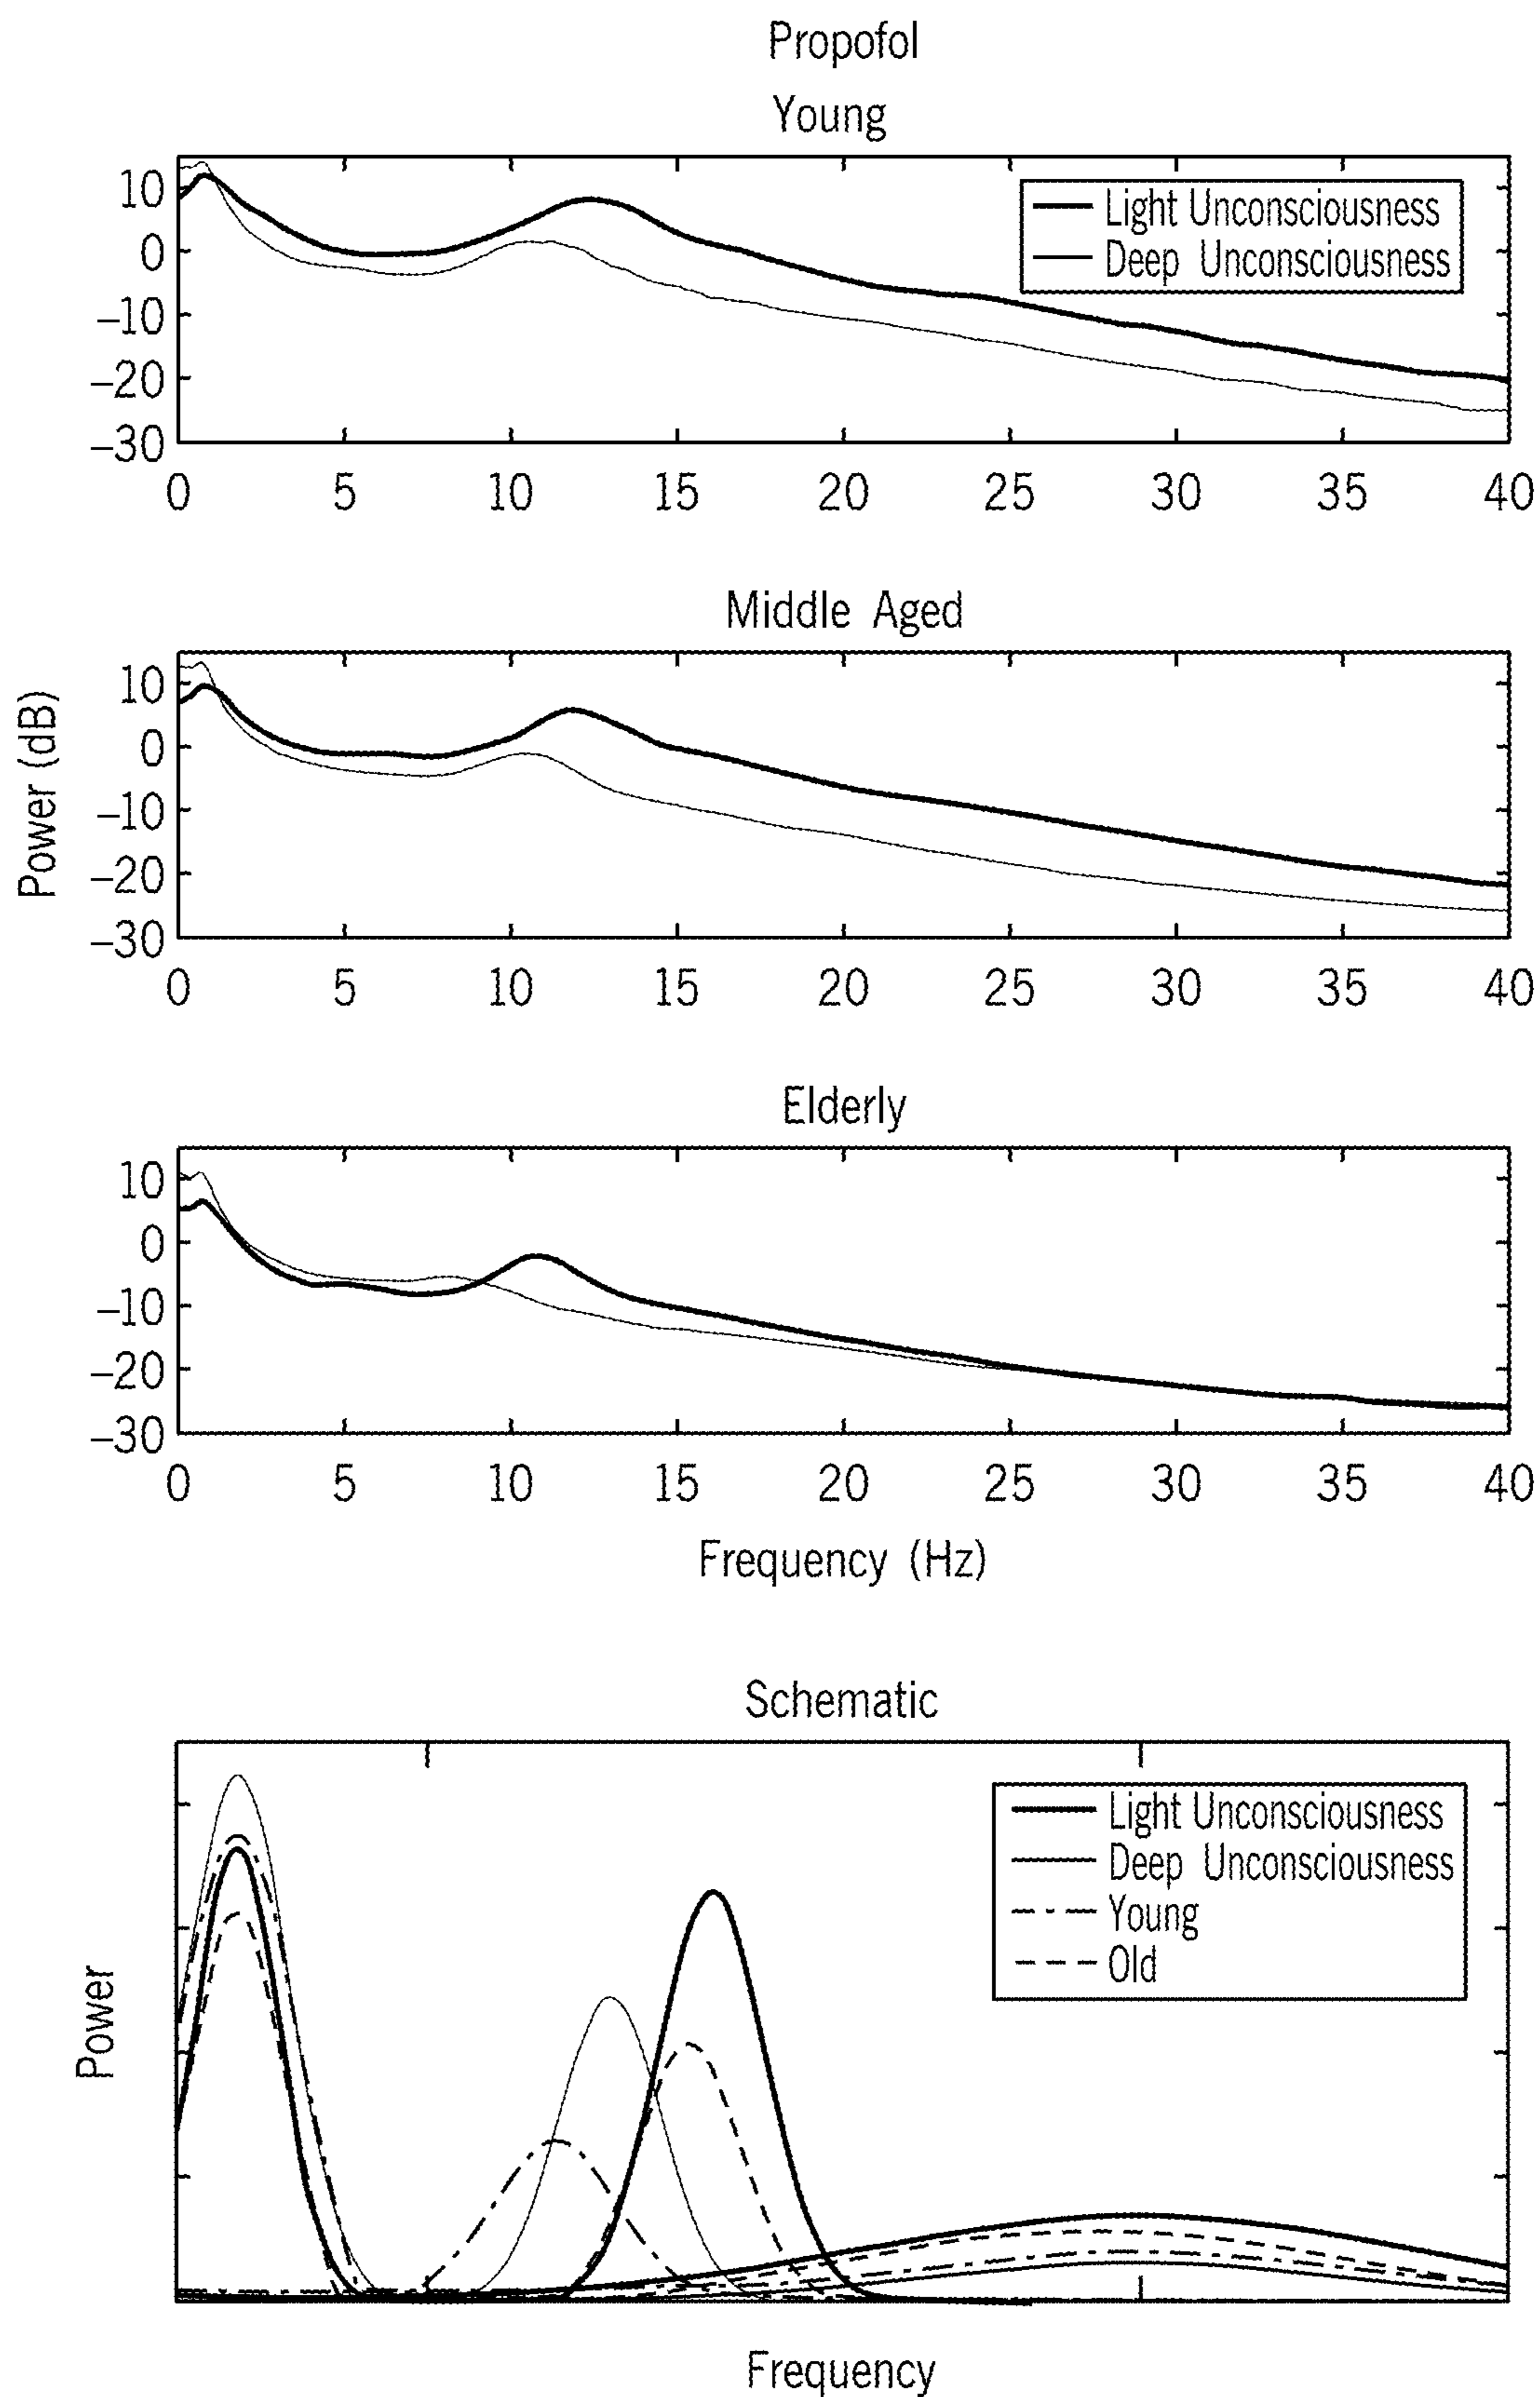 Propofol
Young
10
0
−10
−20
−30
Light Unconsciousness
Deep Unconsciousness
0 5 10 15 20 25 30 35 40
Middle Aged
Power (dB)
10
0
−10
−20
−30
0 5 10 15 20 25 30 35 40
Elderly
10
0
−10
−20
−30
0 5 10 15 20 25 30 35 40
Frequency (Hz)
Schematic
Power
Light Unconsciousness
Deep Unconsciousness
Young
Old
Frequency